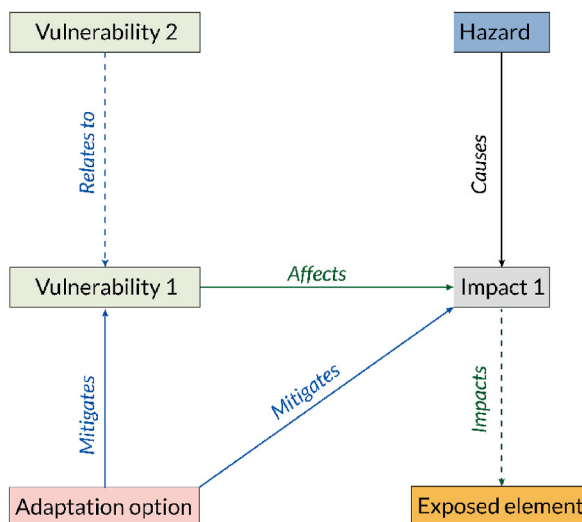 Vulnerability 2
Hazard
Relates to
Causes
Vulnerability 1
Affects
Impact 1
Mitigates
Mitigates
Impacts
Adaptation option
Exposed element